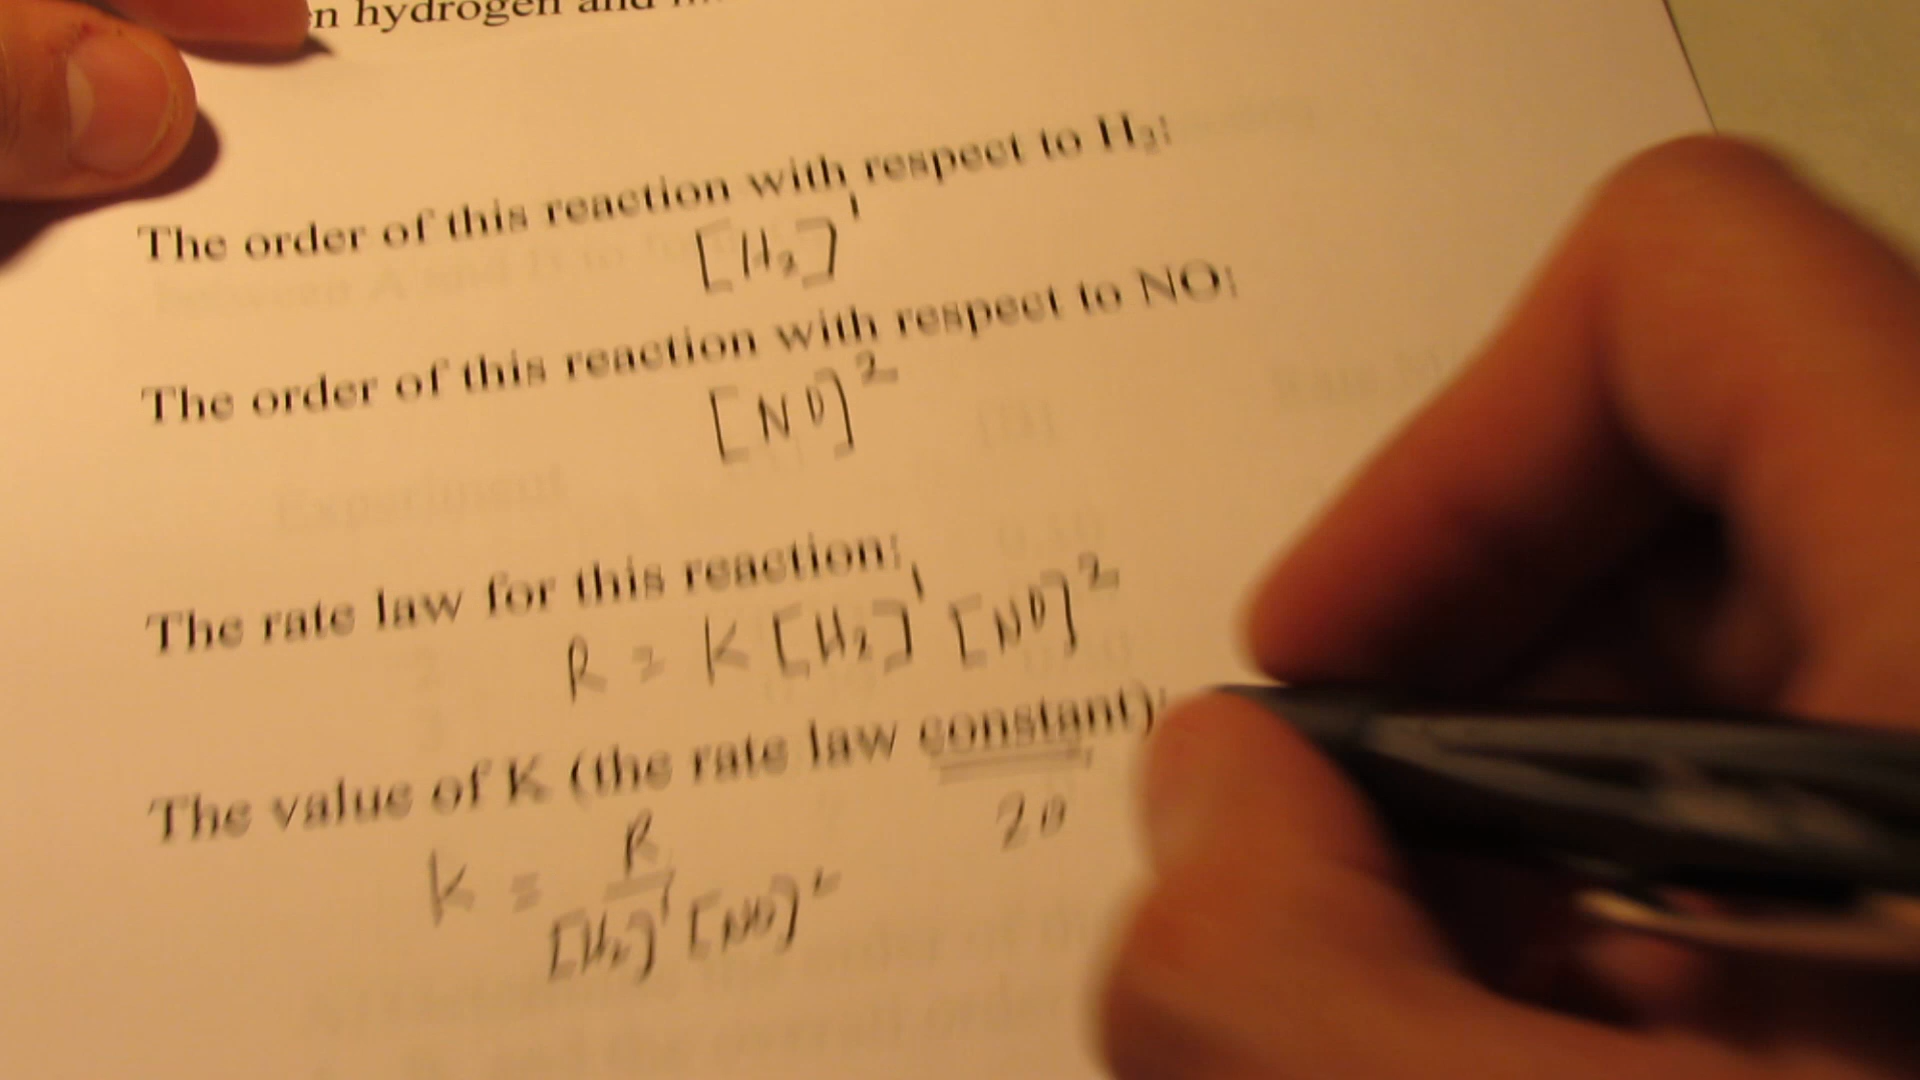 n hydrogen and
The order of this reaction with respect to H₂:
[H₂]¹
The order of this reaction with respect to NO:
[NO]²
The rate law for this reaction:
R = K [H₂]¹ [NO]²
The value of K (the rate law constant):
20
K = R
[H₂]¹ [NO]²